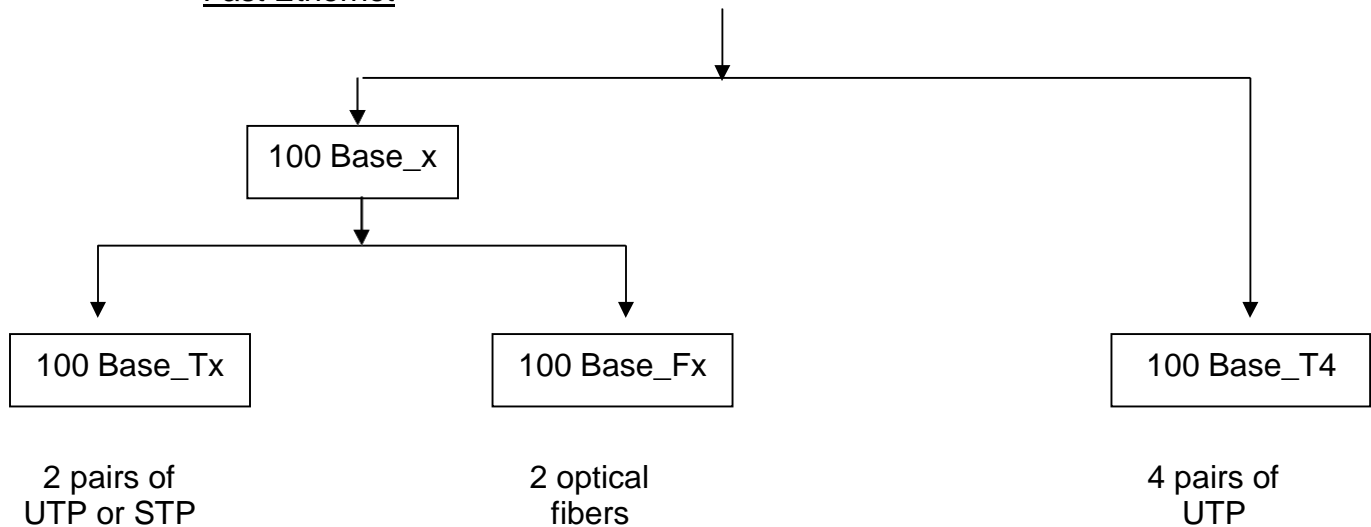 Fast Ethernet
100 Base_x
100 Base_Tx
100 Base_Fx
100 Base_T4
2 pairs of
UTP or STP
2 optical
fibers
4 pairs of
UTP